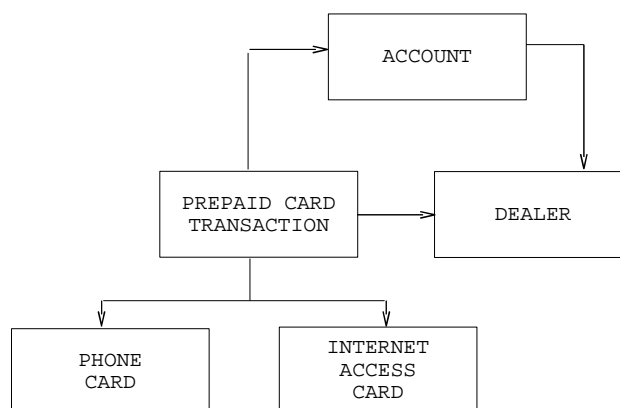 ACCOUNT
PREPAID CARD
TRANSACTION
DEALER
PHONE
CARD
INTERNET
ACCESS
CARD